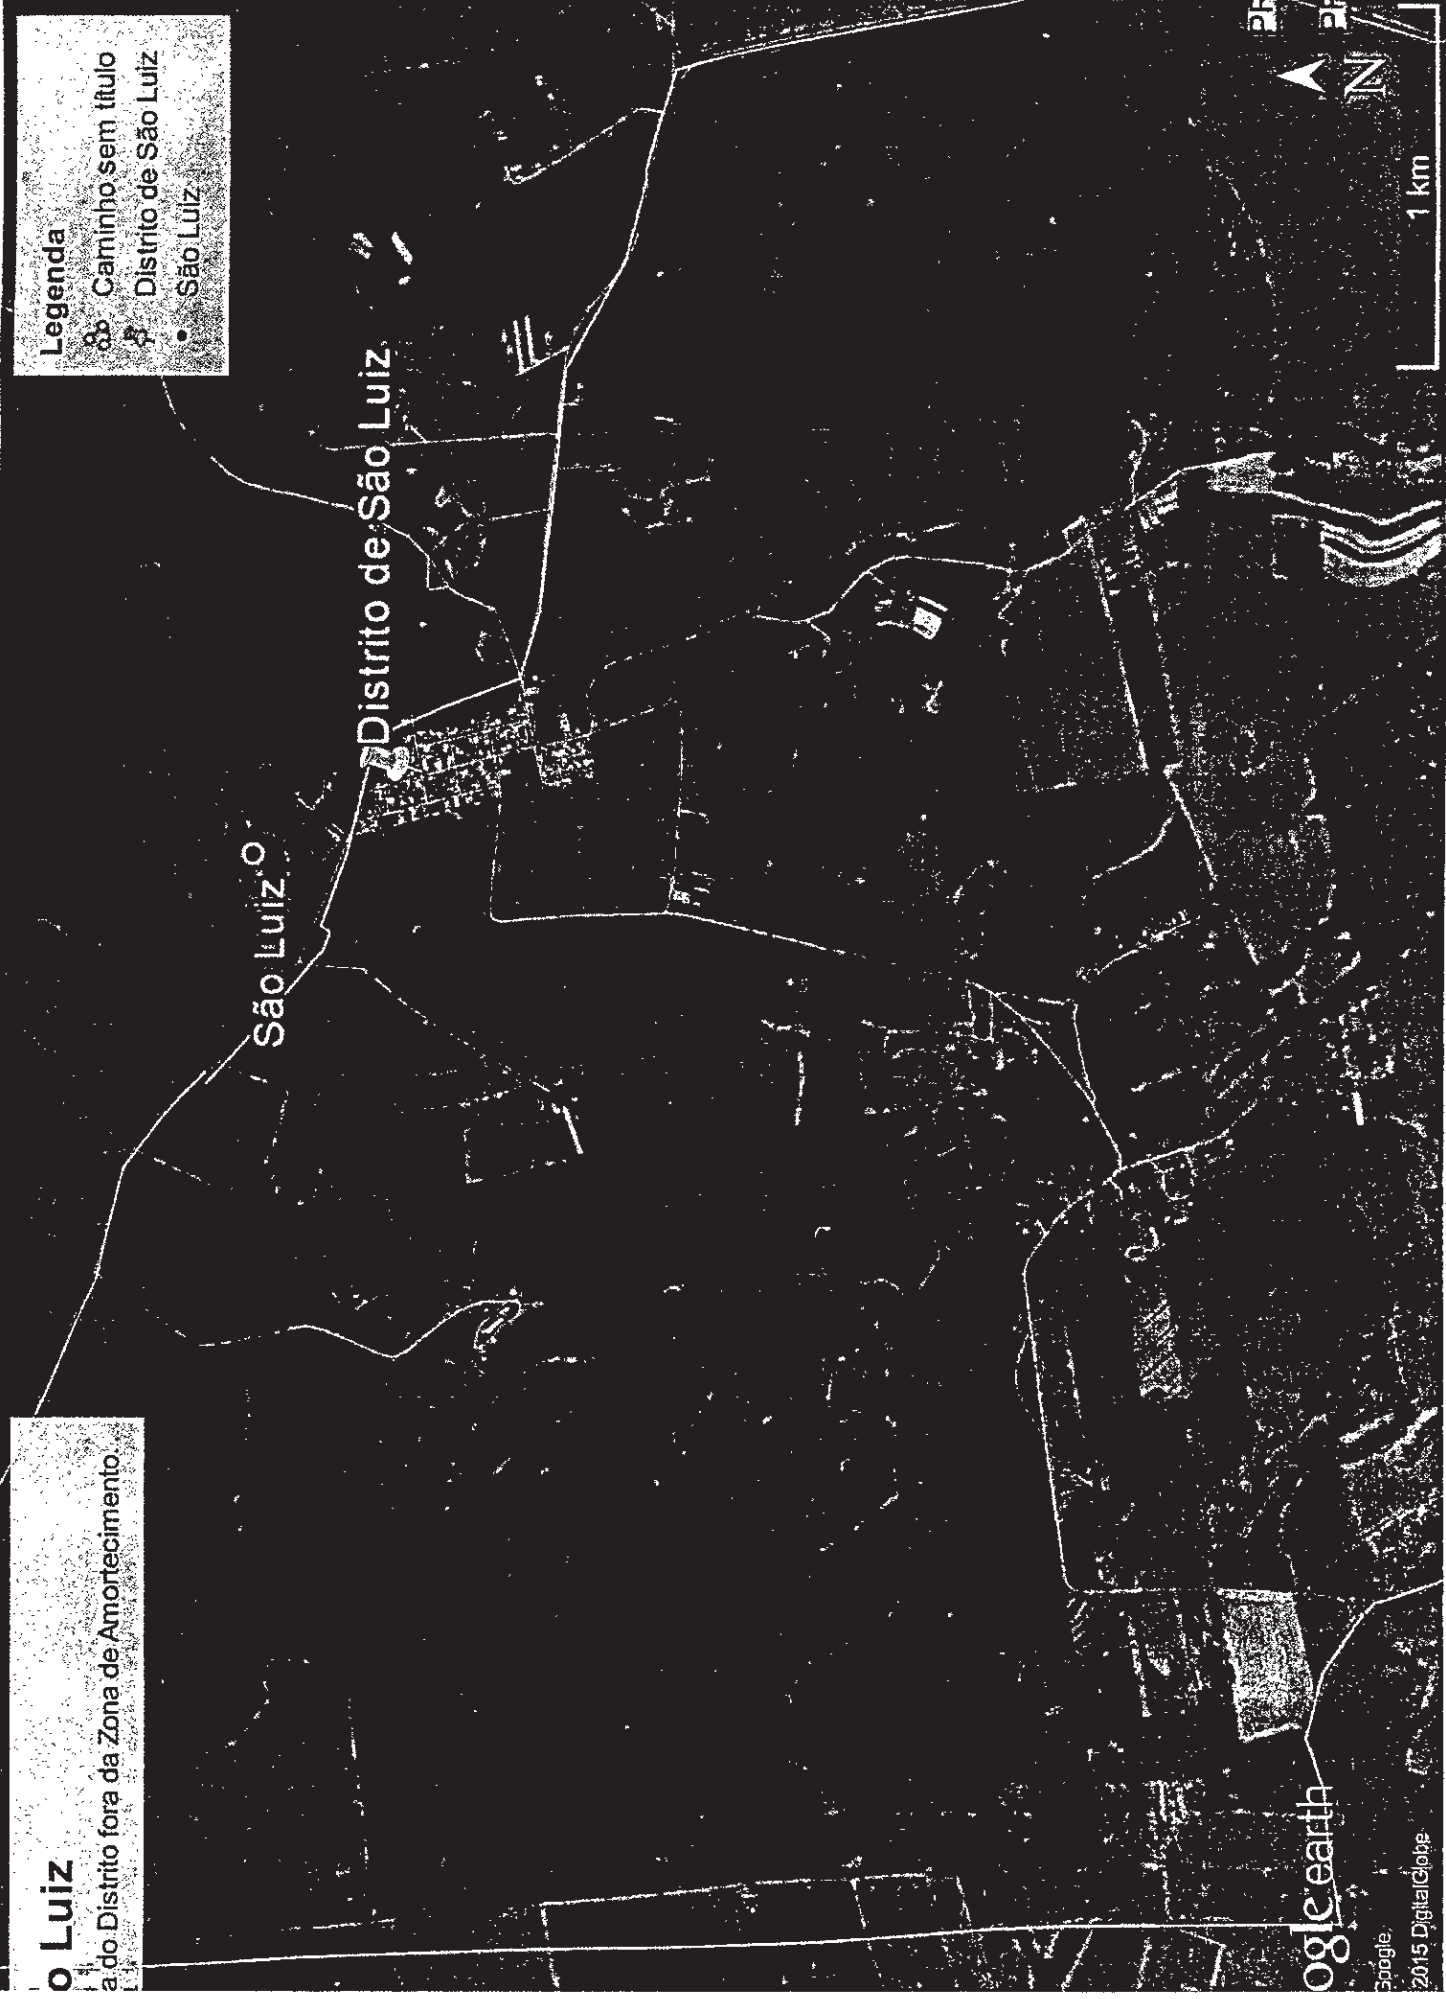 o Luiz
a do Distrito fora da Zona de Amortecimento.
Legenda
Caminho sem título
Distrito de São Luiz
São Luiz
São Luiz
Distrito de São Luiz
ogle earth
2015 DigitalGlobe
N
1 km